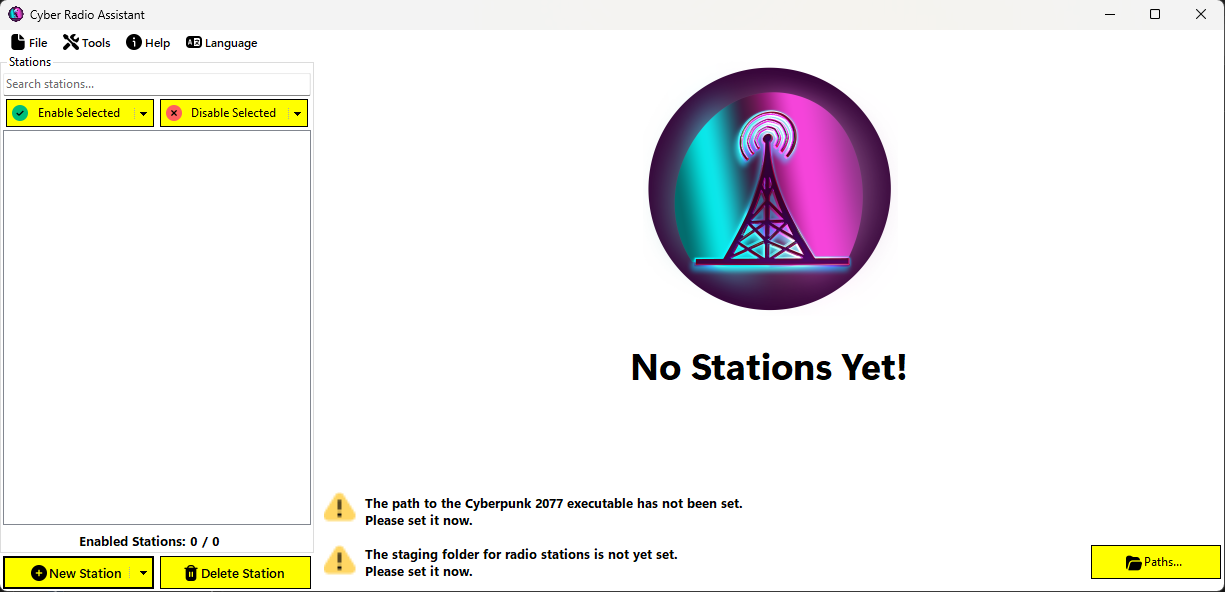 Cyber Radio Assistant
File Tools Help Language
Stations
Search stations...
Enable Selected Disable Selected
No Stations Yet!
The path to the Cyberpunk 2077 executable has not been set.
Please set it now.
The staging folder for radio stations is not yet set.
Please set it now.
Enabled Stations: 0 / 0
New Station Delete Station
Paths...